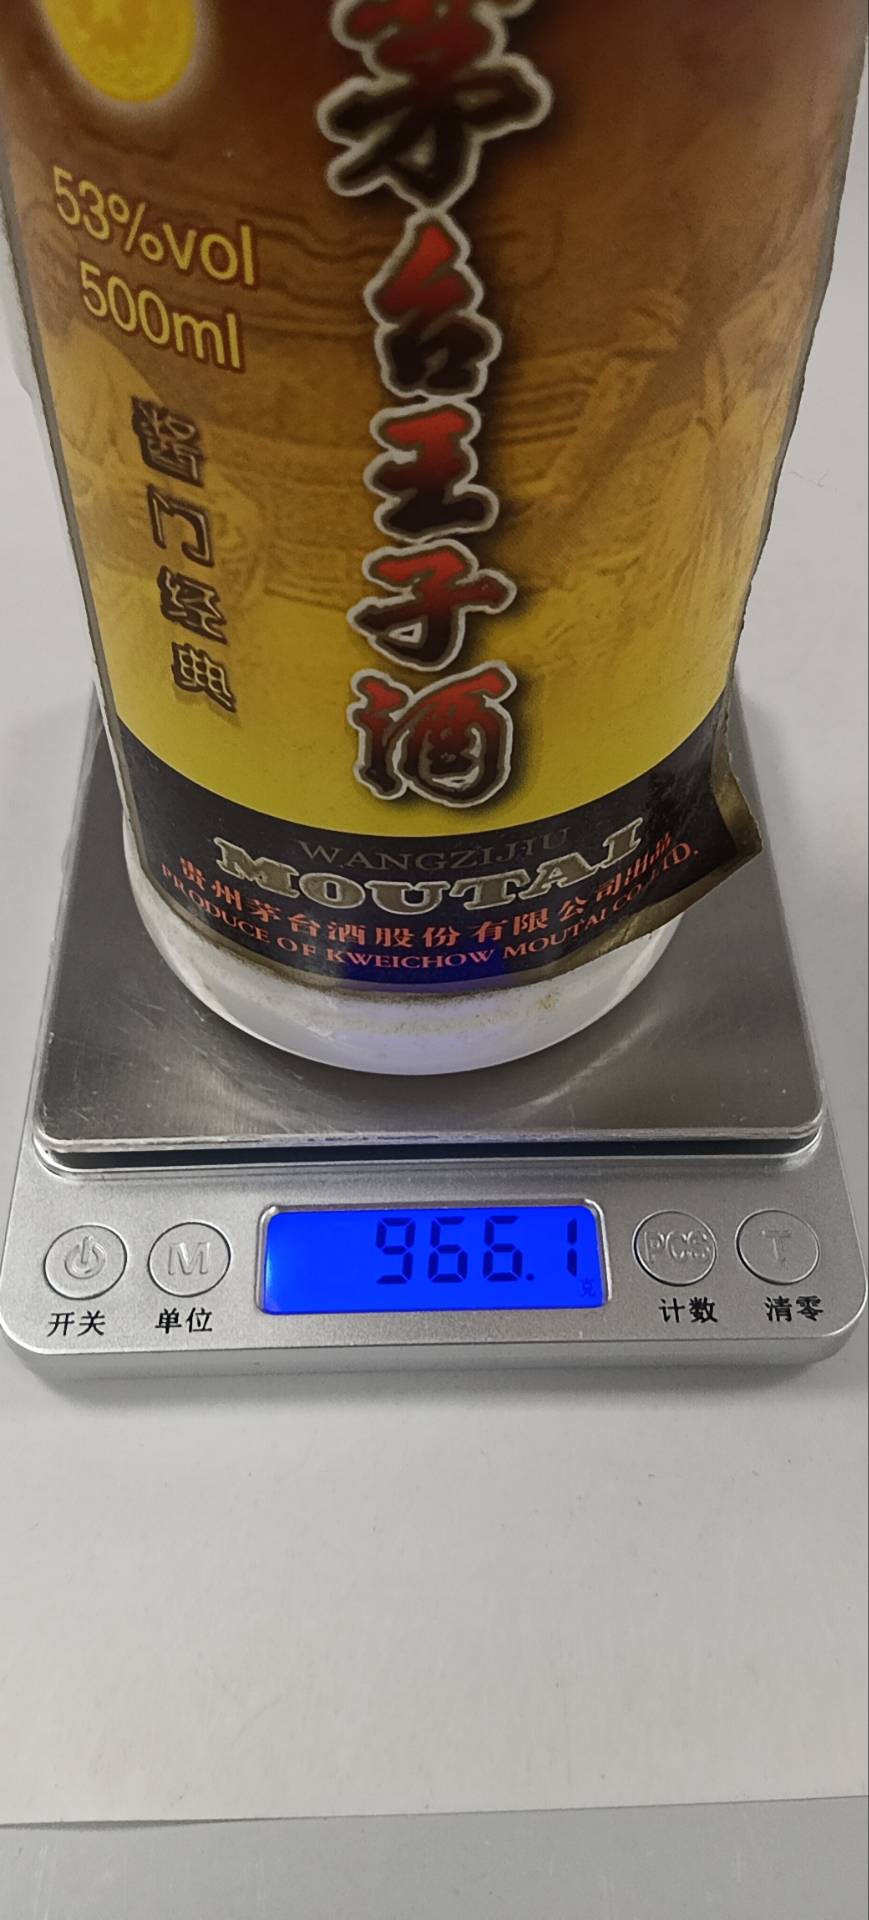 茅台王子酒
53%vol
500ml
酱门经典
WANGZIJIU
MOUTAI
贵州茅台酒股份有限公司出品
PRODUCE OF KWEICHOW MOUTAI CO., LTD.
966.1
克
M
PCS
T
开关
单位
计数
清零